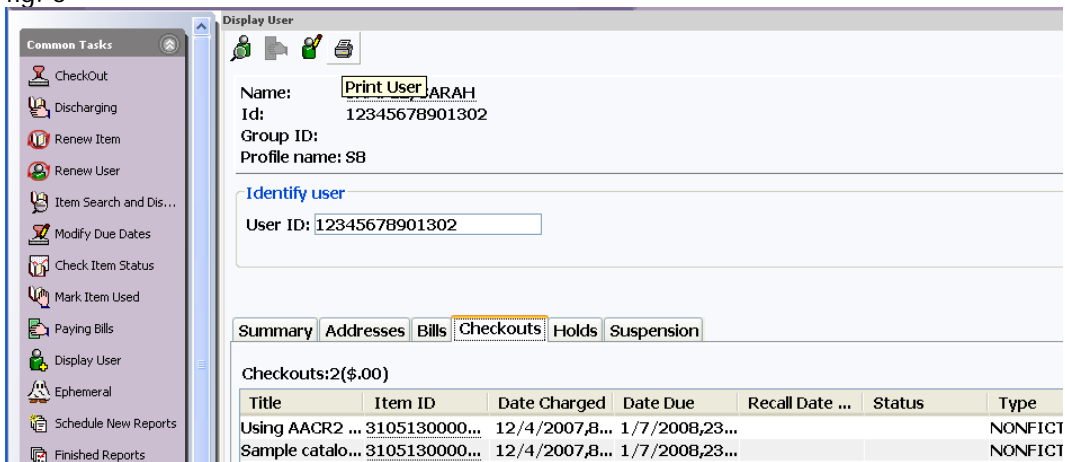 Display User
Common Tasks
CheckOut
Discharging
Renew Item
Renew User
Item Search and Dis...
Modify Due Dates
Check Item Status
Mark Item Used
Paying Bills
Display User
Ephemeral
Schedule New Reports
Finished Reports
Print User
Name: ARAH
Id: 12345678901302
Group ID:
Profile name: S8
Identify user
User ID: 12345678901302
Summary Addresses Bills Checkouts Holds Suspension
Checkouts:2($.00)
Title Item ID Date Charged Date Due Recall Date ... Status Type
Using AACR2 ... 3105130000... 12/4/2007,8... 1/7/2008,23... NONFICT
Sample catalo... 3105130000... 12/4/2007,8... 1/7/2008,23... NONFICT